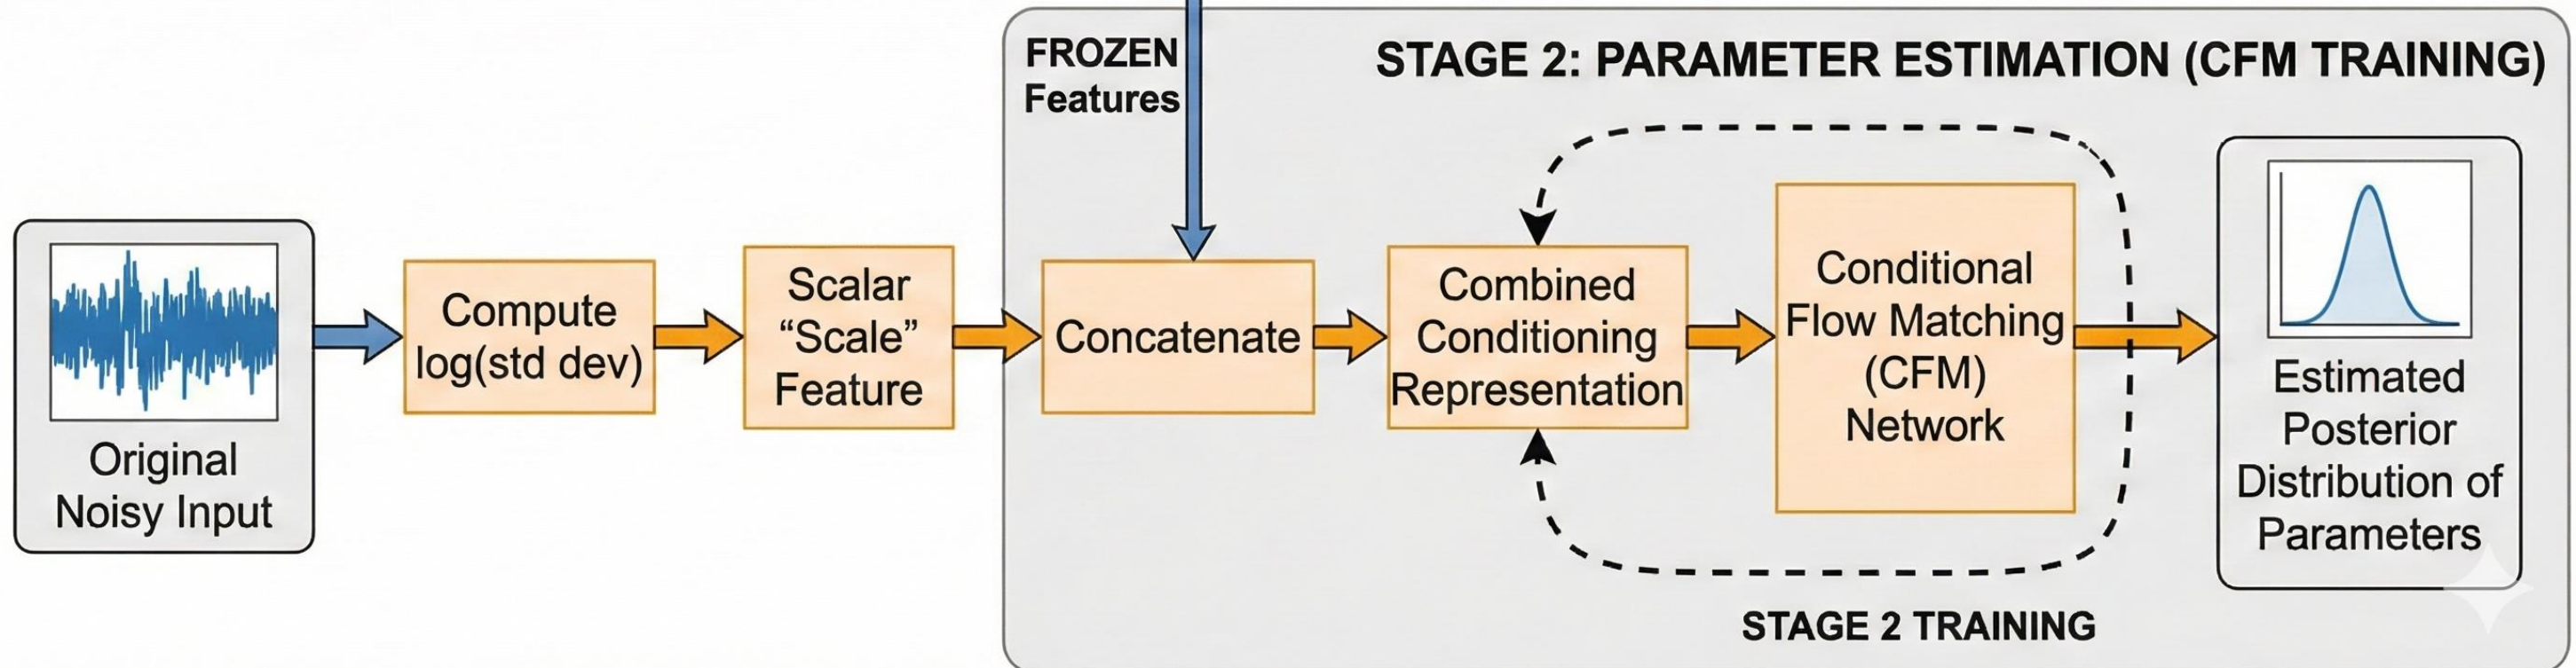 FROZEN
Features
STAGE 2: PARAMETER ESTIMATION (CFM TRAINING)
Original
Noisy Input
Compute
log(std dev)
Scalar
“Scale”
Feature
Concatenate
Combined
Conditioning
Representation
Conditional
Flow Matching
(CFM)
Network
Estimated
Posterior
Distribution of
Parameters
STAGE 2 TRAINING